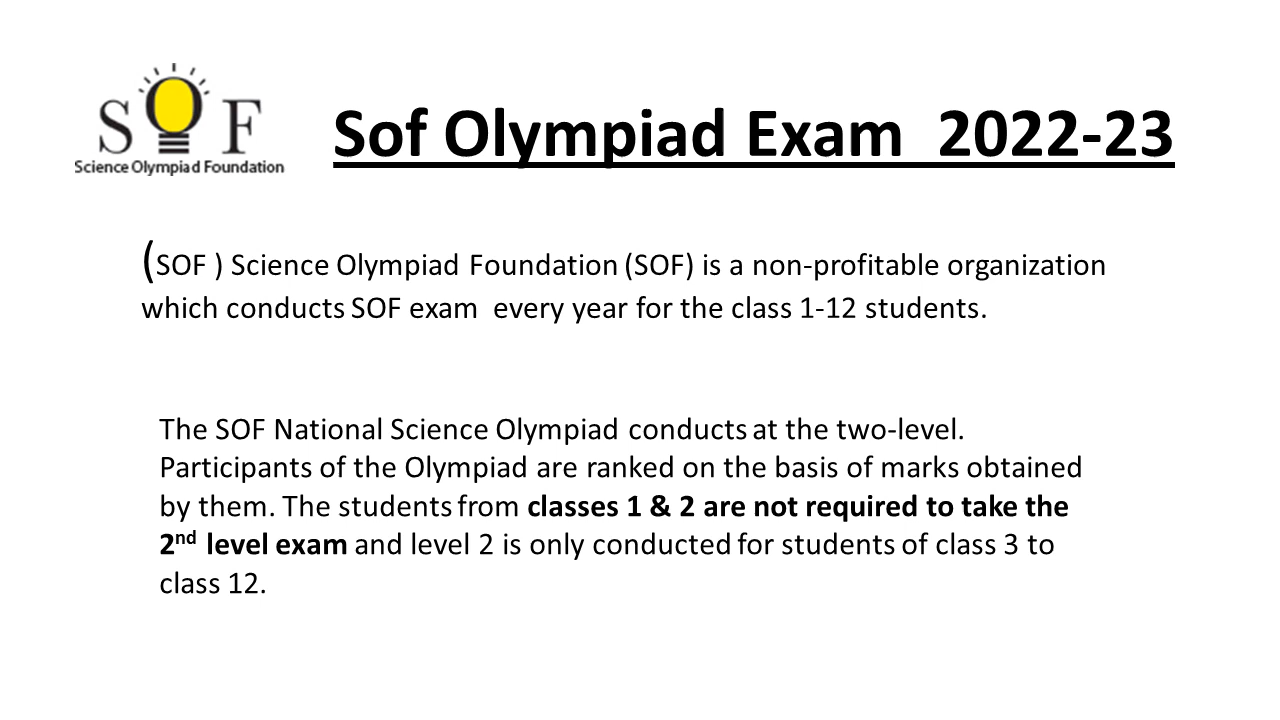 SOF
Science Olympiad Foundation
Sof Olympiad Exam  2022-23
(SOF ) Science Olympiad Foundation (SOF) is a non-profitable organization
which conducts SOF exam  every year for the class 1-12 students.
The SOF National Science Olympiad conducts at the two-level.
Participants of the Olympiad are ranked on the basis of marks obtained
by them. The students from classes 1 & 2 are not required to take the
2nd level exam and level 2 is only conducted for students of class 3 to
class 12.